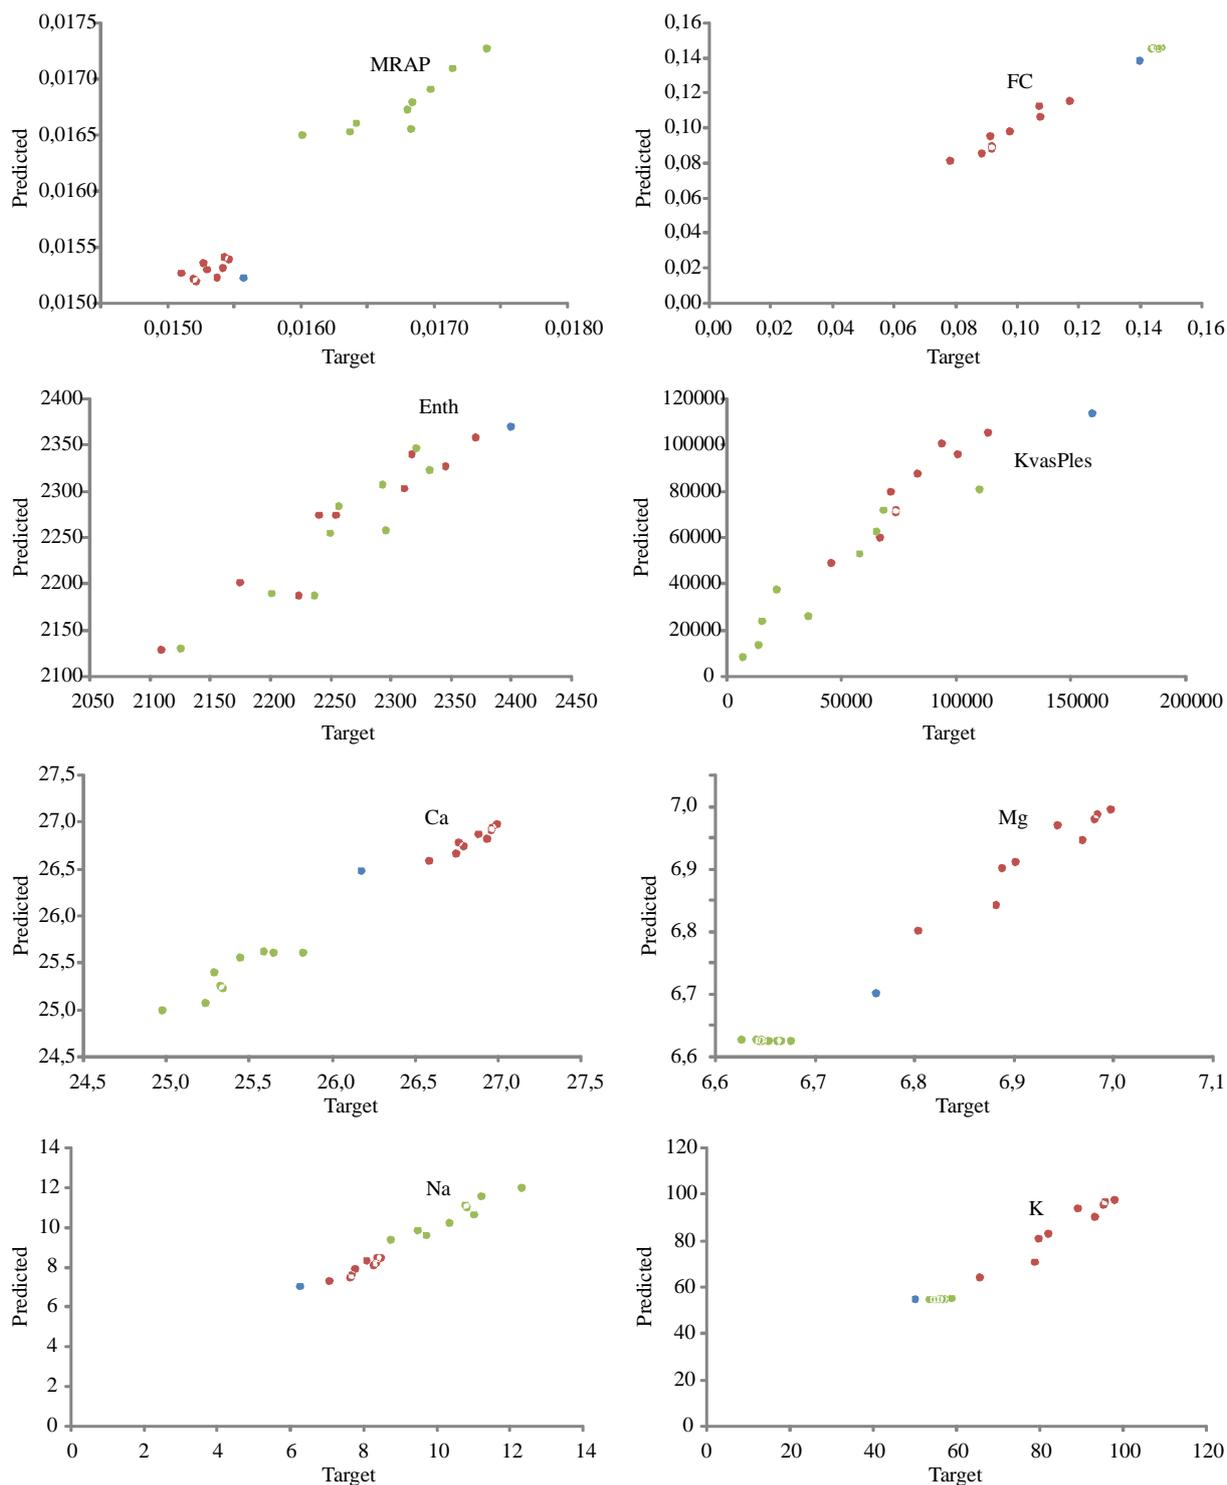 0,0175
0,0170
0,0165
0,0160
0,0155
0,0150
Predicted
MRAP
0,0150 0,0160 0,0170 0,0180
Target
0,16
0,14
0,12
0,10
0,08
0,06
0,04
0,02
0,00
Predicted
FC
0,00 0,02 0,04 0,06 0,08 0,10 0,12 0,14 0,16
Target
2400
2350
2300
2250
2200
2150
2100
Predicted
Enth
2050 2100 2150 2200 2250 2300 2350 2400 2450
Target
120000
100000
80000
60000
40000
20000
0
Predicted
KvasPles
0 50000 100000 150000 200000
Target
27,5
27,0
26,5
26,0
25,5
25,0
24,5
Predicted
Ca
24,5 25,0 25,5 26,0 26,5 27,0 27,5
Target
7,0
6,9
6,8
6,7
6,6
Predicted
Mg
6,6 6,7 6,8 6,9 7,0 7,1
Target
14
12
10
8
6
4
2
0
Predicted
Na
0 2 4 6 8 10 12 14
Target
120
100
80
60
40
20
0
Predicted
K
0 20 40 60 80 100 120
Target